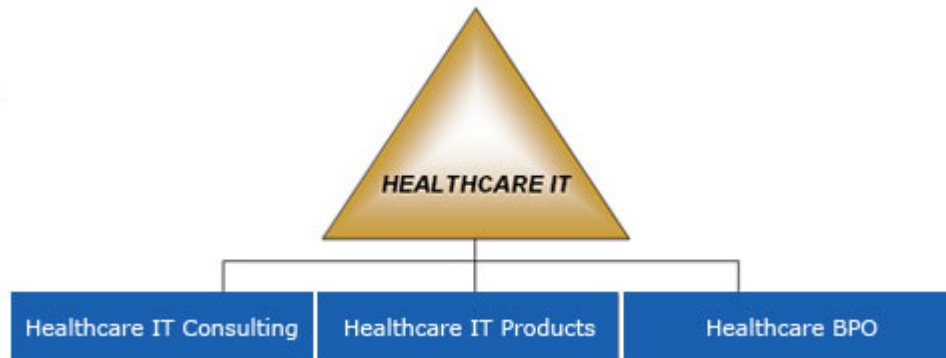 HEALTHCARE IT
Healthcare IT Consulting
Healthcare IT Products
Healthcare BPO